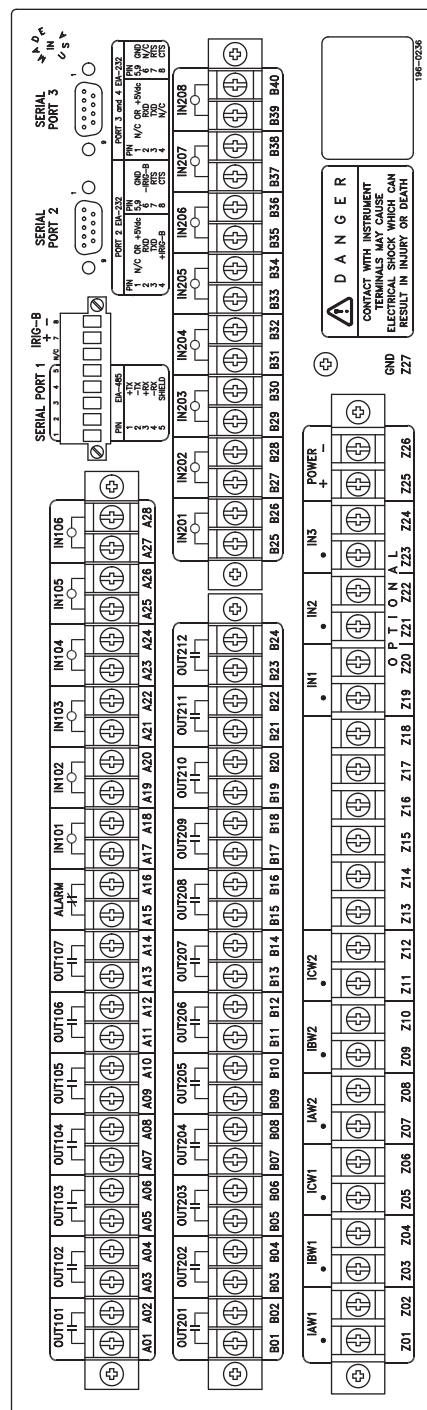 OUT101 OUT102 OUT103 OUT104 OUT105 OUT106 OUT107 ALARM IN101 IN102 IN103 IN104 IN105 IN106
A01 A02 A03 A04 A05 A06 A07 A08 A09 A10 A11 A12 A13 A14 A15 A16 A17 A18 A19 A20 A21 A22 A23 A24 A25 A26 A27 A28
SERIAL PORT 1 IRIG-B
+ -
1 2 3 4 5 N/C 7 8
PIN EIA-485
1 +TX
2 -TX
3 +RX
4 -RX
5 SHIELD
SERIAL
PORT 2
1
9
SERIAL
PORT 3
1
9
MADE
IN
USA
PORT 2 EIA-232
PIN PIN
1 N/C OR +5Vdc 5,9 GND
2 RXD 6 -IRIG-B
3 TXD 7 RTS
4 +IRIG-B 8 CTS
PORT 3 and 4 EIA-232
PIN PIN
1 N/C OR +5Vdc 5,9 GND
2 RXD 6 N/C
3 TXD 7 RTS
4 N/C 8 CTS
OUT201 OUT202 OUT203 OUT204 OUT205 OUT206 OUT207 OUT208 OUT209 OUT210 OUT211 OUT212 IN201 IN202 IN203 IN204 IN205 IN206 IN207 IN208
B01 B02 B03 B04 B05 B06 B07 B08 B09 B10 B11 B12 B13 B14 B15 B16 B17 B18 B19 B20 B21 B22 B23 B24 B25 B26 B27 B28 B29 B30 B31 B32 B33 B34 B35 B36 B37 B38 B39 B40
IAW1 IBW1 ICW1 IAW2 IBW2 ICW2 IN1 IN2 IN3 POWER
+ -
Z01 Z02 Z03 Z04 Z05 Z06 Z07 Z08 Z09 Z10 Z11 Z12 Z13 Z14 Z15 Z16 Z17 Z18 Z19 Z20 Z21 Z22 Z23 Z24 Z25 Z26
OPTIONAL
GND
Z27
DANGER
CONTACT WITH INSTRUMENT
TERMINALS MAY CAUSE
ELECTRICAL SHOCK WHICH CAN
RESULT IN INJURY OR DEATH
196-0236